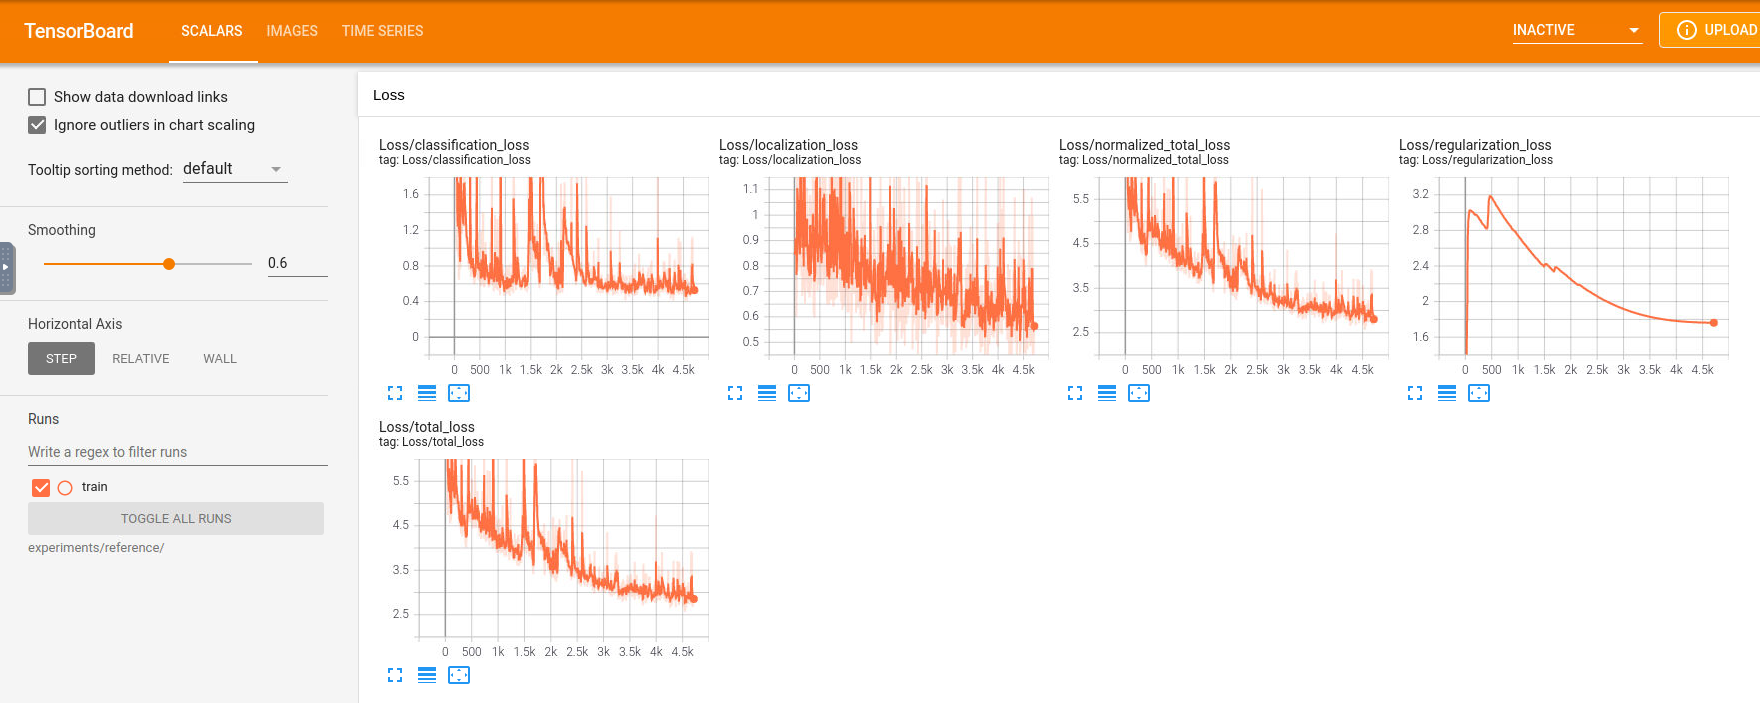 TensorBoard SCALARS IMAGES TIME SERIES INACTIVE UPLOAD
Show data download links
Ignore outliers in chart scaling
Tooltip sorting method: default
Smoothing
0.6
Horizontal Axis
STEP RELATIVE WALL
Runs
Write a regex to filter runs
train
TOGGLE ALL RUNS
experiments/reference/
Loss
Loss/classification_loss
tag: Loss/classification_loss
1.6
1.2
0.8
0.4
0
0 500 1k 1.5k 2k 2.5k 3k 3.5k 4k 4.5k
Loss/localization_loss
tag: Loss/localization_loss
1.1
1
0.9
0.8
0.7
0.6
0.5
0 500 1k 1.5k 2k 2.5k 3k 3.5k 4k 4.5k
Loss/normalized_total_loss
tag: Loss/normalized_total_loss
5.5
4.5
3.5
2.5
0 500 1k 1.5k 2k 2.5k 3k 3.5k 4k 4.5k
Loss/regularization_loss
tag: Loss/regularization_loss
3.2
2.8
2.4
2
1.6
0 500 1k 1.5k 2k 2.5k 3k 3.5k 4k 4.5k
Loss/total_loss
tag: Loss/total_loss
5.5
4.5
3.5
2.5
0 500 1k 1.5k 2k 2.5k 3k 3.5k 4k 4.5k